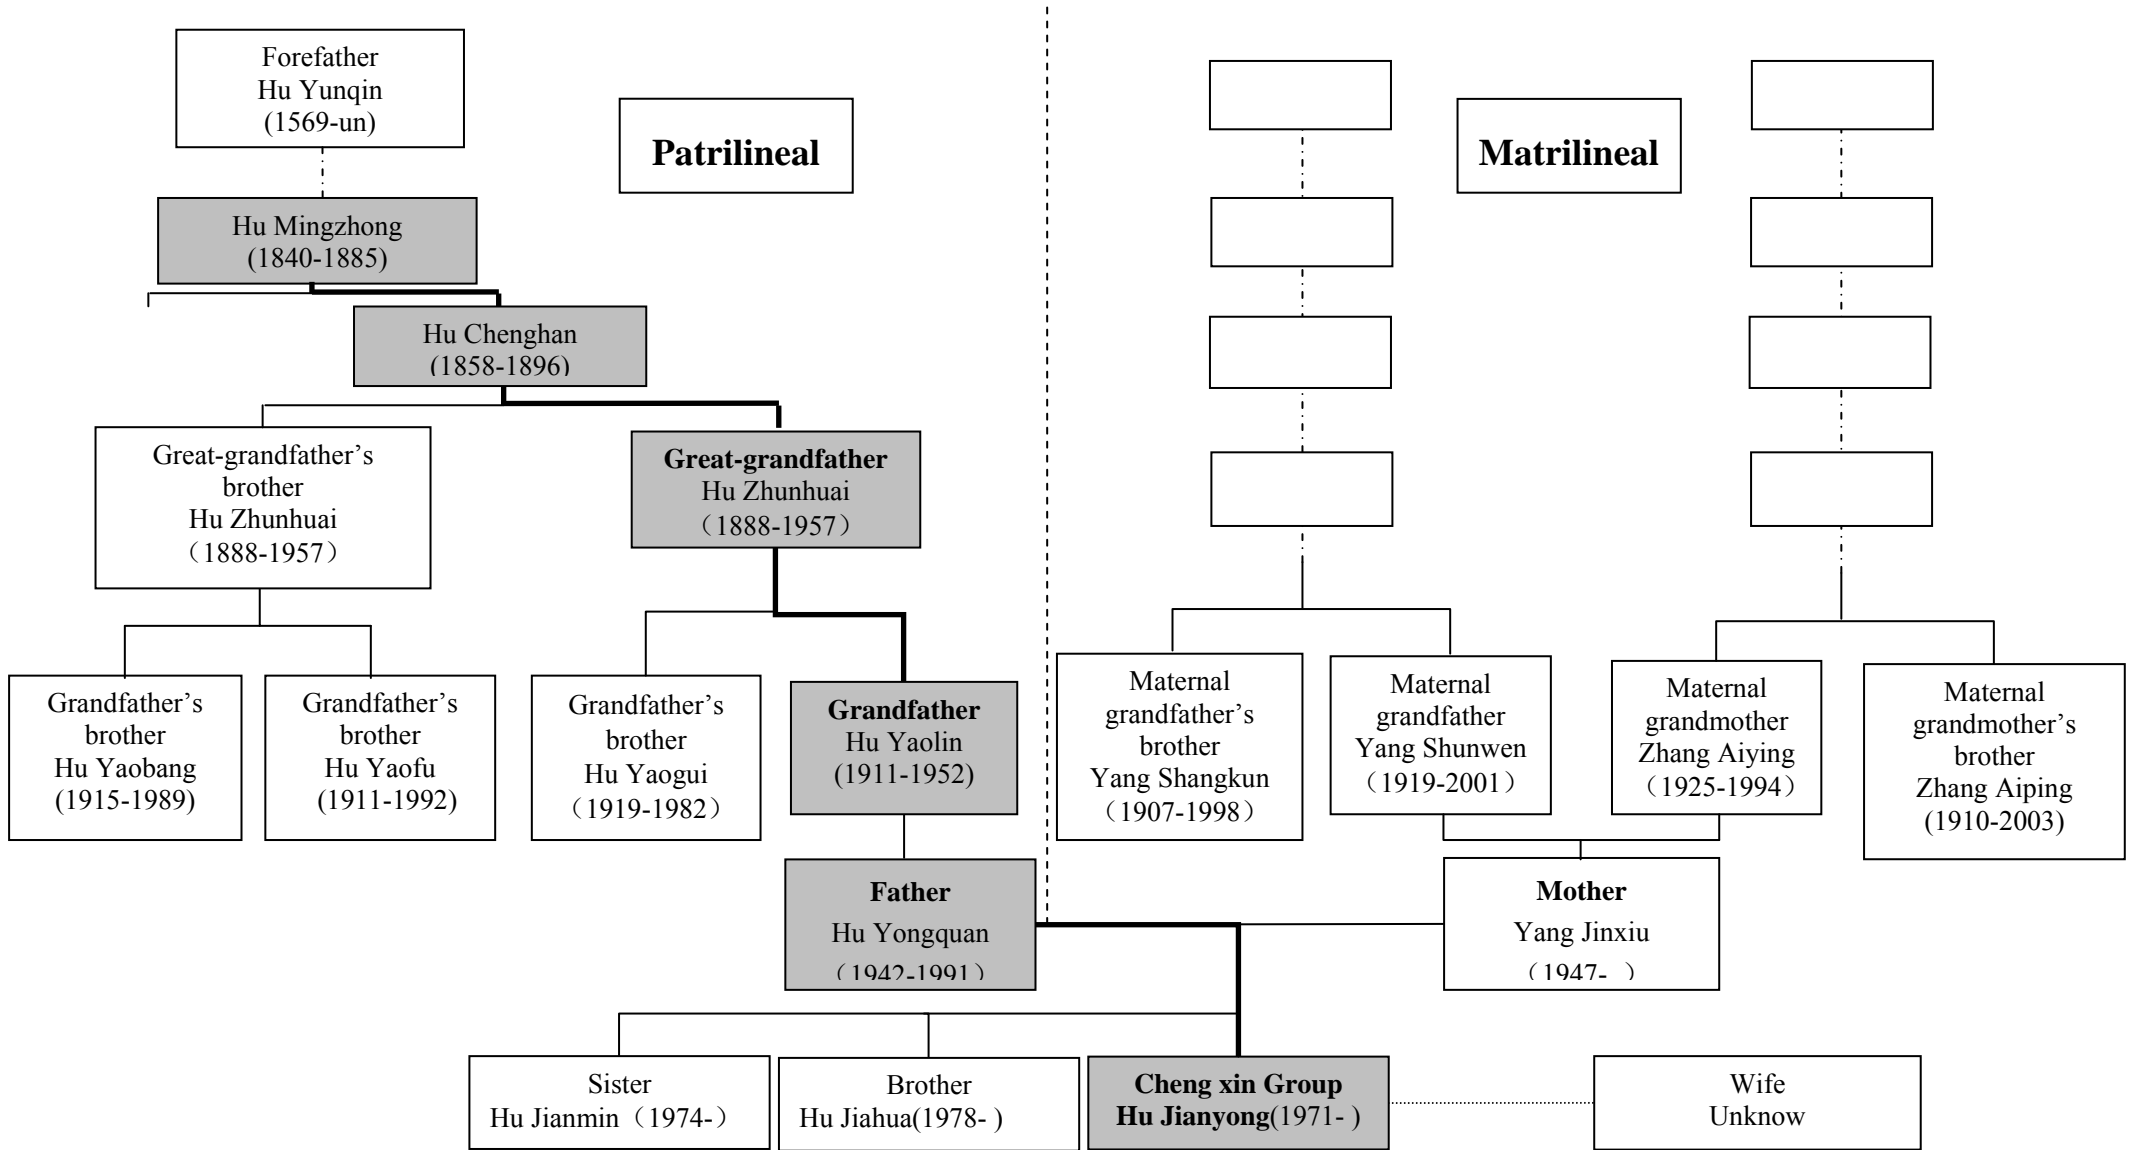 Forefather
Hu Yunqin
(1569-un)
Patrilineal
Matrilineal
Hu Mingzhong
(1840-1885)
Hu Chenghan
(1858-1896)
Great-grandfather’s
brother
Hu Zhunhuai
（1888-1957）
Great-grandfather
Hu Zhunhuai
（1888-1957）
Grandfather’s
brother
Hu Yaobang
(1915-1989)
Grandfather’s
brother
Hu Yaofu
(1911-1992)
Grandfather’s
brother
Hu Yaogui
（1919-1982）
Grandfather
Hu Yaolin
(1911-1952)
Maternal
grandfather’s
brother
Yang Shangkun
（1907-1998）
Maternal
grandfather
Yang Shunwen
（1919-2001）
Maternal
grandmother
Zhang Aiying
（1925-1994）
Maternal
grandmother’s
brother
Zhang Aiping
(1910-2003)
Father
Hu Yongquan
（1942-1991）
Mother
Yang Jinxiu
（1947- ）
Sister
Hu Jianmin（1974-）
Brother
Hu Jiahua(1978- )
Cheng xin Group
Hu Jianyong(1971- )
Wife
Unknow